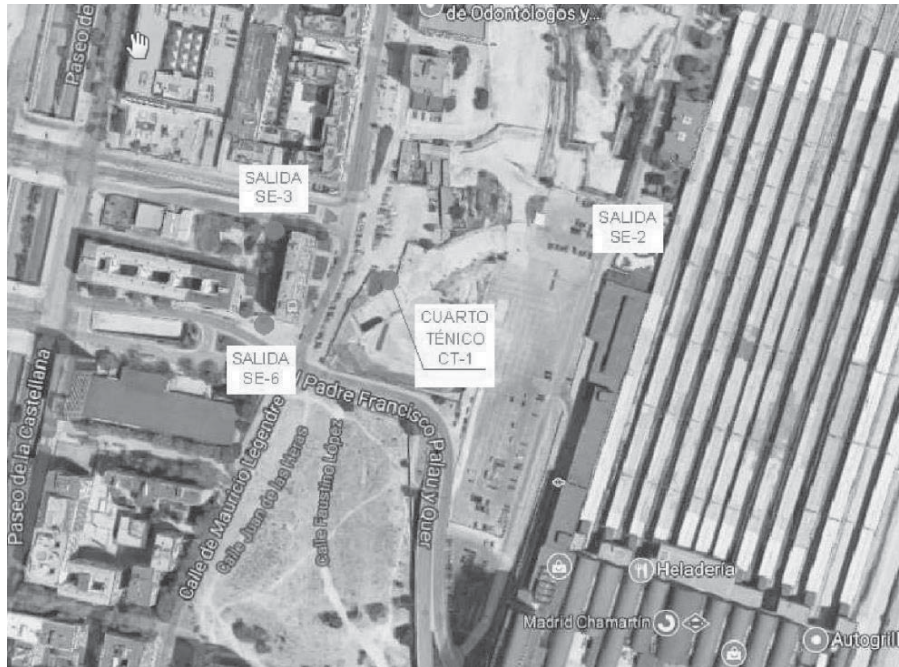 de Odontólogos y...
Paseo de
SALIDA
SE-3
SALIDA
SE-2
CUARTO
TÉNICO
CT-1
SALIDA
SE-6
Padre Francisco Palau y Quer
Paseo de la Castellana
Calle de Mauricio Legendre
Calle Juan de las Heras
Calle Faustino López
Heladería
Madrid Chamartín
Autogrill